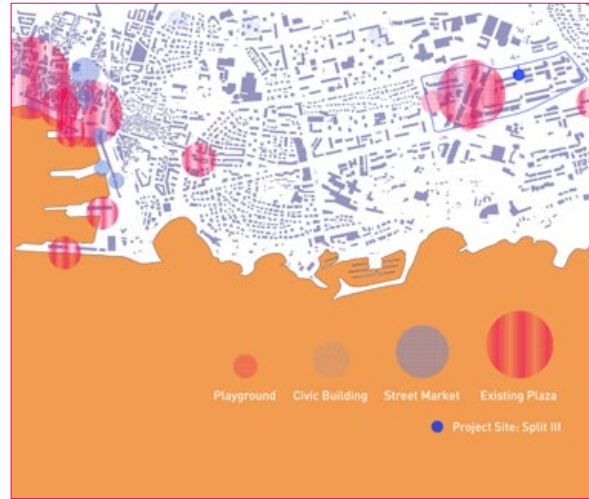 Playground Civic Building Street Market Existing Plaza
Project Site: Split III